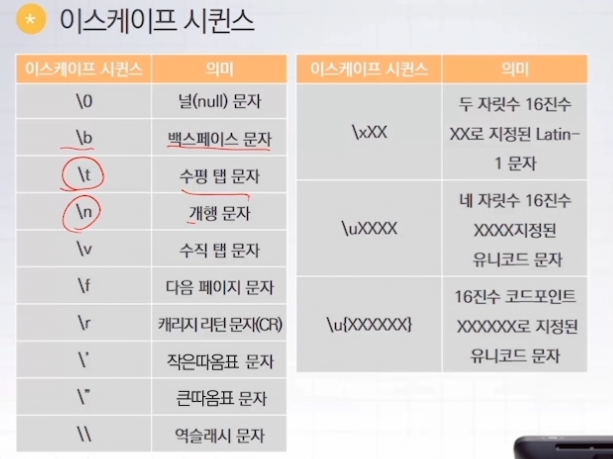 * 이스케이프 시퀀스
이스케이프 시퀀스 의미
\0 널(null) 문자
\b 백스페이스 문자
\t 수평 탭 문자
\n 개행 문자
\v 수직 탭 문자
\f 다음 페이지 문자
\r 캐리지 리턴 문자(CR)
\' 작은따옴표 문자
\" 큰따옴표 문자
\\ 역슬래시 문자
이스케이프 시퀀스 의미
\xXX 두 자릿수 16진수
XX로 지정된 Latin-
1 문자
\uXXXX 네 자릿수 16진수
XXXX지정된
유니코드 문자
\u{XXXXXX} 16진수 코드포인트
XXXXXX로 지정된
유니코드 문자